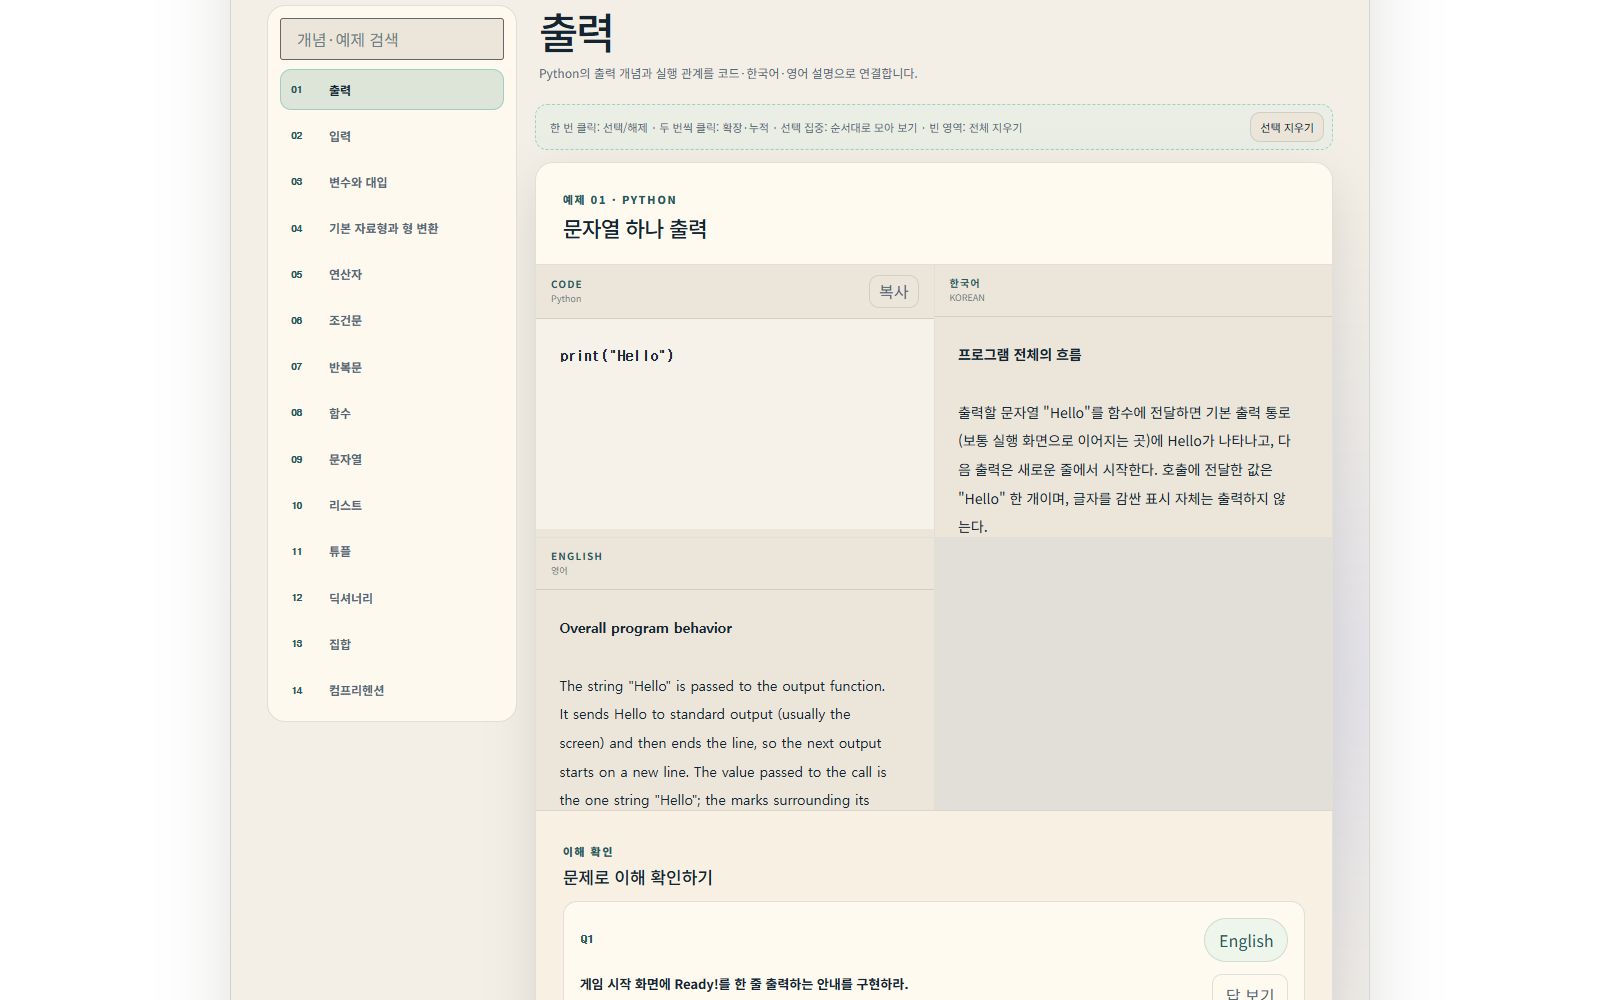 개념·예제 검색
01 출력
02 입력
03 변수와 대입
04 기본 자료형과 형 변환
05 연산자
06 조건문
07 반복문
08 함수
09 문자열
10 리스트
11 튜플
12 딕셔너리
13 집합
14 컴프리헨션
출력
Python의 출력 개념과 실행 관계를 코드·한국어·영어 설명으로 연결합니다.
한 번 클릭: 선택/해제 · 두 번씩 클릭: 확장·누적 · 선택 집중: 순서대로 모아 보기 · 빈 영역: 전체 지우기
선택 지우기
예제 01 · PYTHON
문자열 하나 출력
CODE
Python
복사
print("Hello")
한국어
KOREAN
프로그램 전체의 흐름
출력할 문자열 "Hello"를 함수에 전달하면 기본 출력 통로
(보통 실행 화면으로 이어지는 곳)에 Hello가 나타나고, 다
음 출력은 새로운 줄에서 시작한다. 호출에 전달한 값은
"Hello" 한 개이며, 글자를 감싼 표시 자체는 출력하지 않
는다.
ENGLISH
영어
Overall program behavior
The string "Hello" is passed to the output function.
It sends Hello to standard output (usually the
screen) and then ends the line, so the next output
starts on a new line. The value passed to the call is
the one string "Hello"; the marks surrounding its
이해 확인
문제로 이해 확인하기
Q1
English
게임 시작 화면에 Ready!를 한 줄 출력하는 안내를 구현하라.
답 보기